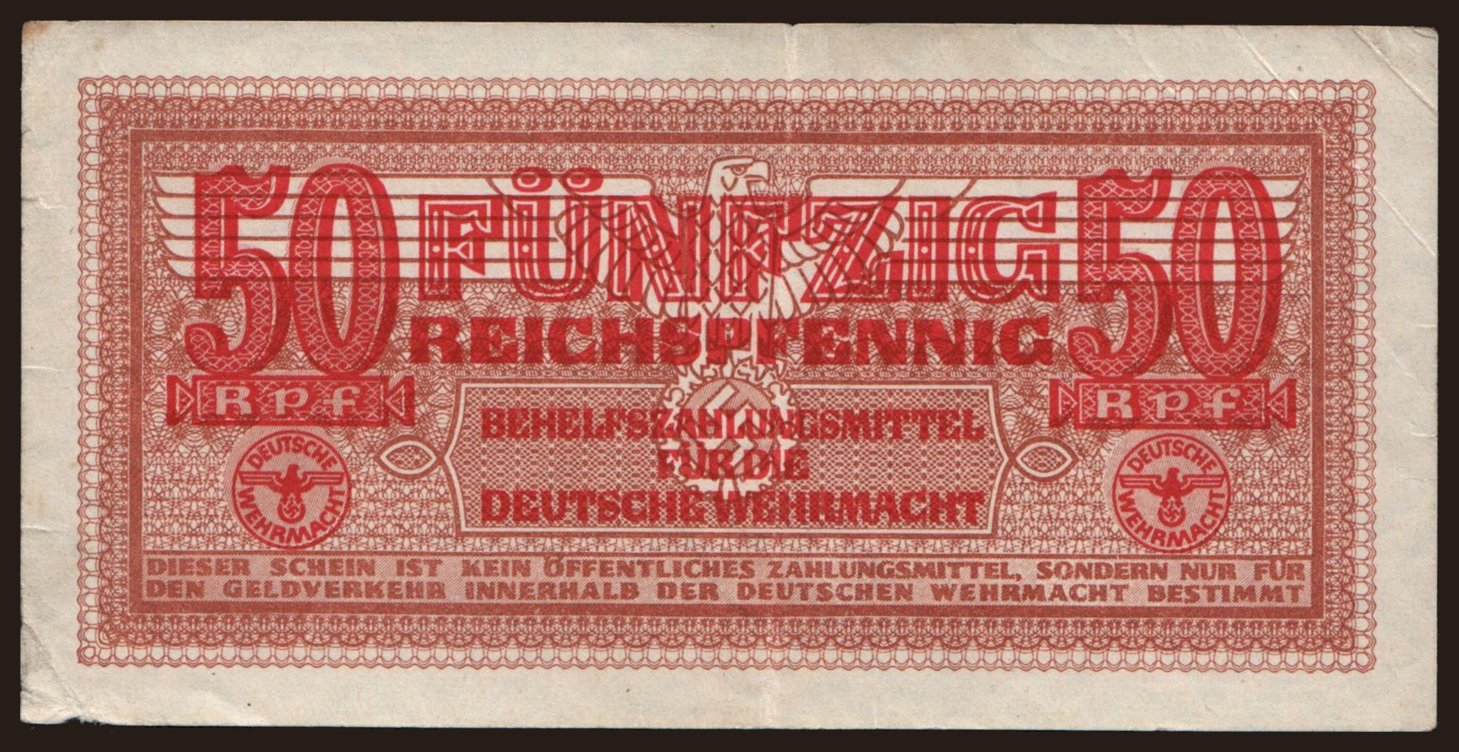 50 FÜNFZIG 50
REICHSPFENNIG
Rpf Rpf
BEHELFSZAHLUNGSMITTEL
FÜR DIE
DEUTSCHE WEHRMACHT
DEUTSCHE WEHRMACHT
DEUTSCHE WEHRMACHT
DIESER SCHEIN IST KEIN ÖFFENTLICHES ZAHLUNGSMITTEL, SONDERN NUR FÜR
DEN GELDVERKEHR INNERHALB DER DEUTSCHEN WEHRMACHT BESTIMMT